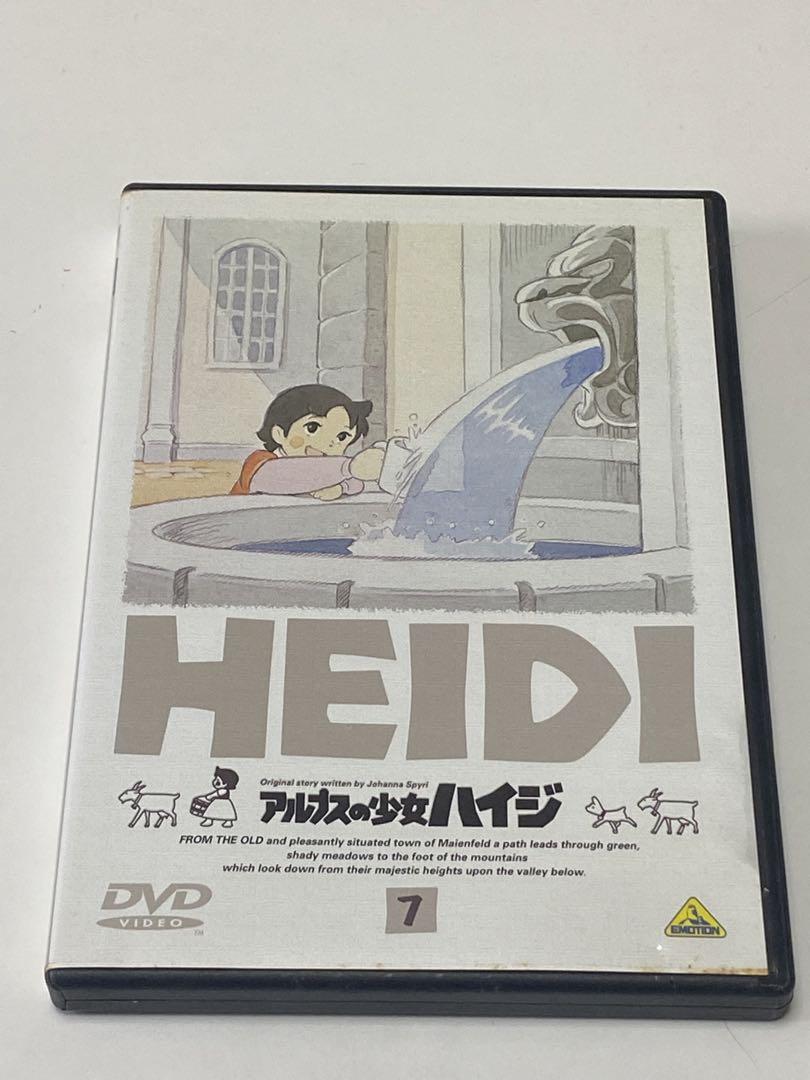 HEIDI
Original story written by Johanna Spyri
アルプスの少女ハイジ
FROM THE OLD and pleasantly situated town of Maienfeld a path leads through green,
shady meadows to the foot of the mountains
which look down from their majestic heights upon the valley below.
DVD
VIDEO
TM
7
EMOTION